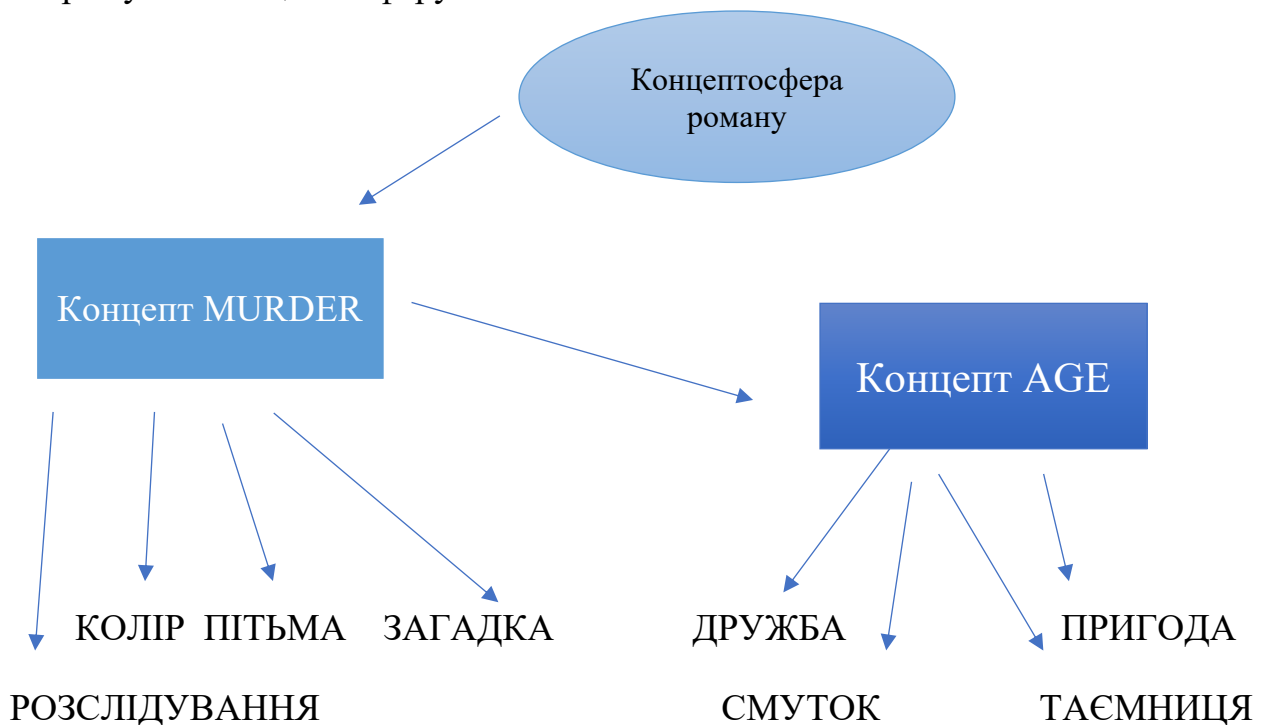 Концептосфера
роману
Концепт MURDER
Концепт AGE
КОЛІР ПІТЬМА ЗАГАДКА ДРУЖБА ПРИГОДА
РОЗСЛІДУВАННЯ СМУТОК ТАЄМНИЦЯ